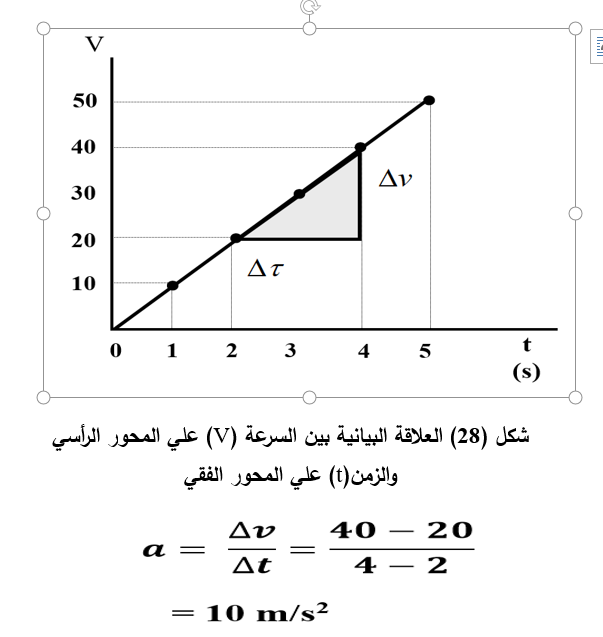 V
50
40
30
20
10
Δv
Δτ
0 1 2 3 4 5 t
(s)
شكل (28) العلاقة البيانية بين السرعة (V) علي المحور الرأسي
والزمن(t) علي المحور الفقي
a = Δv/Δt = 40 − 20/4 − 2
= 10 m/s²